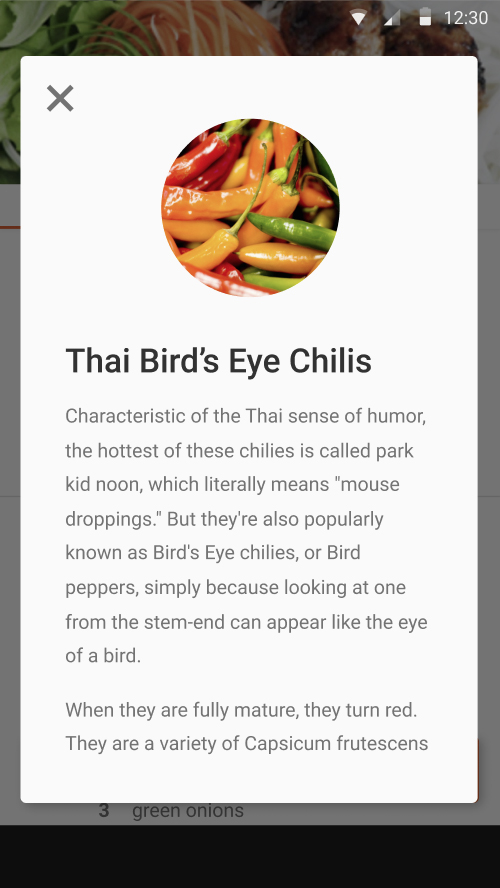 12:30
Thai Bird’s Eye Chilis
Characteristic of the Thai sense of humor,
the hottest of these chilies is called park
kid noon, which literally means "mouse
droppings." But they're also popularly
known as Bird's Eye chilies, or Bird
peppers, simply because looking at one
from the stem-end can appear like the eye
of a bird.
When they are fully mature, they turn red.
They are a variety of Capsicum frutescens
3 green onions